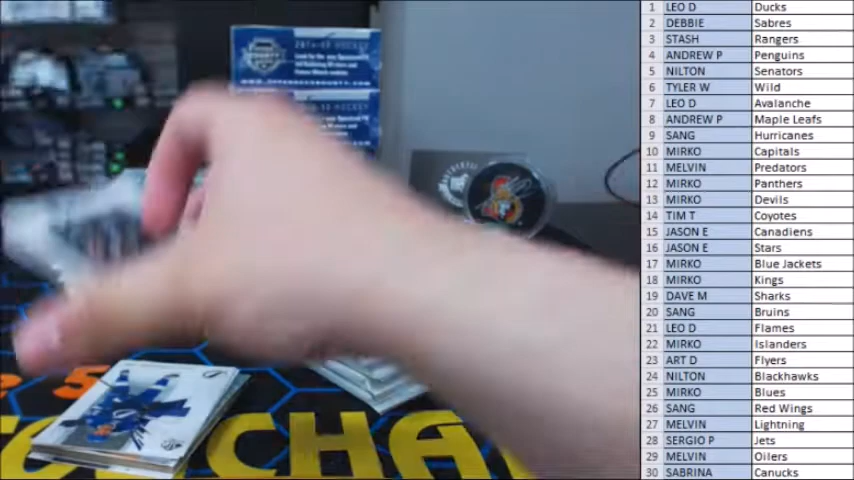 1 LEO D Ducks
2 DEBBIE Sabres
3 STASH Rangers
4 ANDREW P Penguins
5 NILTON Senators
6 TYLER W Wild
7 LEO D Avalanche
8 ANDREW P Maple Leafs
9 SANG Hurricanes
10 MIRKO Capitals
11 MELVIN Predators
12 MIRKO Panthers
13 MIRKO Devils
14 TIM T Coyotes
15 JASON E Canadiens
16 JASON E Stars
17 MIRKO Blue Jackets
18 MIRKO Kings
19 DAVE M Sharks
20 SANG Bruins
21 LEO D Flames
22 MIRKO Islanders
23 ART D Flyers
24 NILTON Blackhawks
25 MIRKO Blues
26 SANG Red Wings
27 MELVIN Lightning
28 SERGIO P Jets
29 MELVIN Oilers
30 SABRINA Canucks